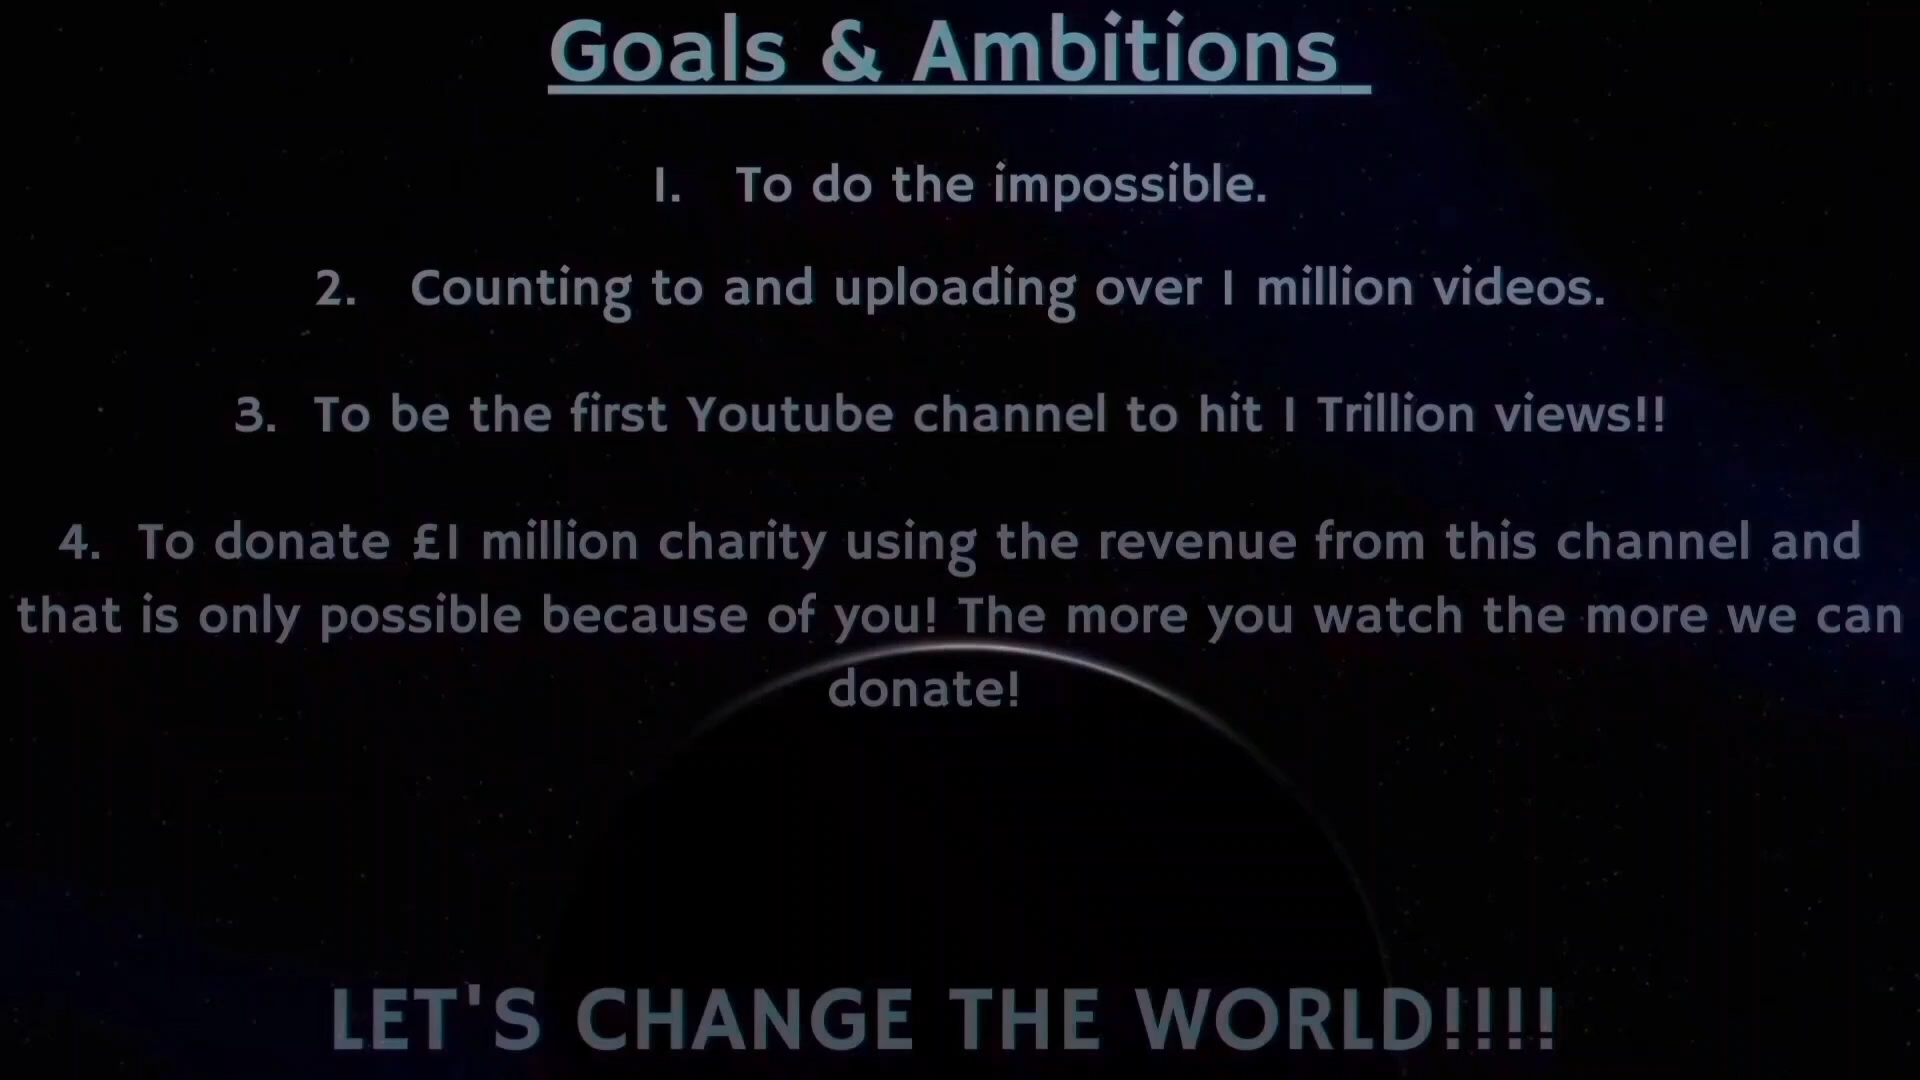 Goals & Ambitions
1. To do the impossible.
2. Counting to and uploading over 1 million videos.
3. To be the first Youtube channel to hit 1 Trillion views!!
4. To donate £1 million charity using the revenue from this channel and
that is only possible because of you! The more you watch the more we can
donate!
LET'S CHANGE THE WORLD!!!!